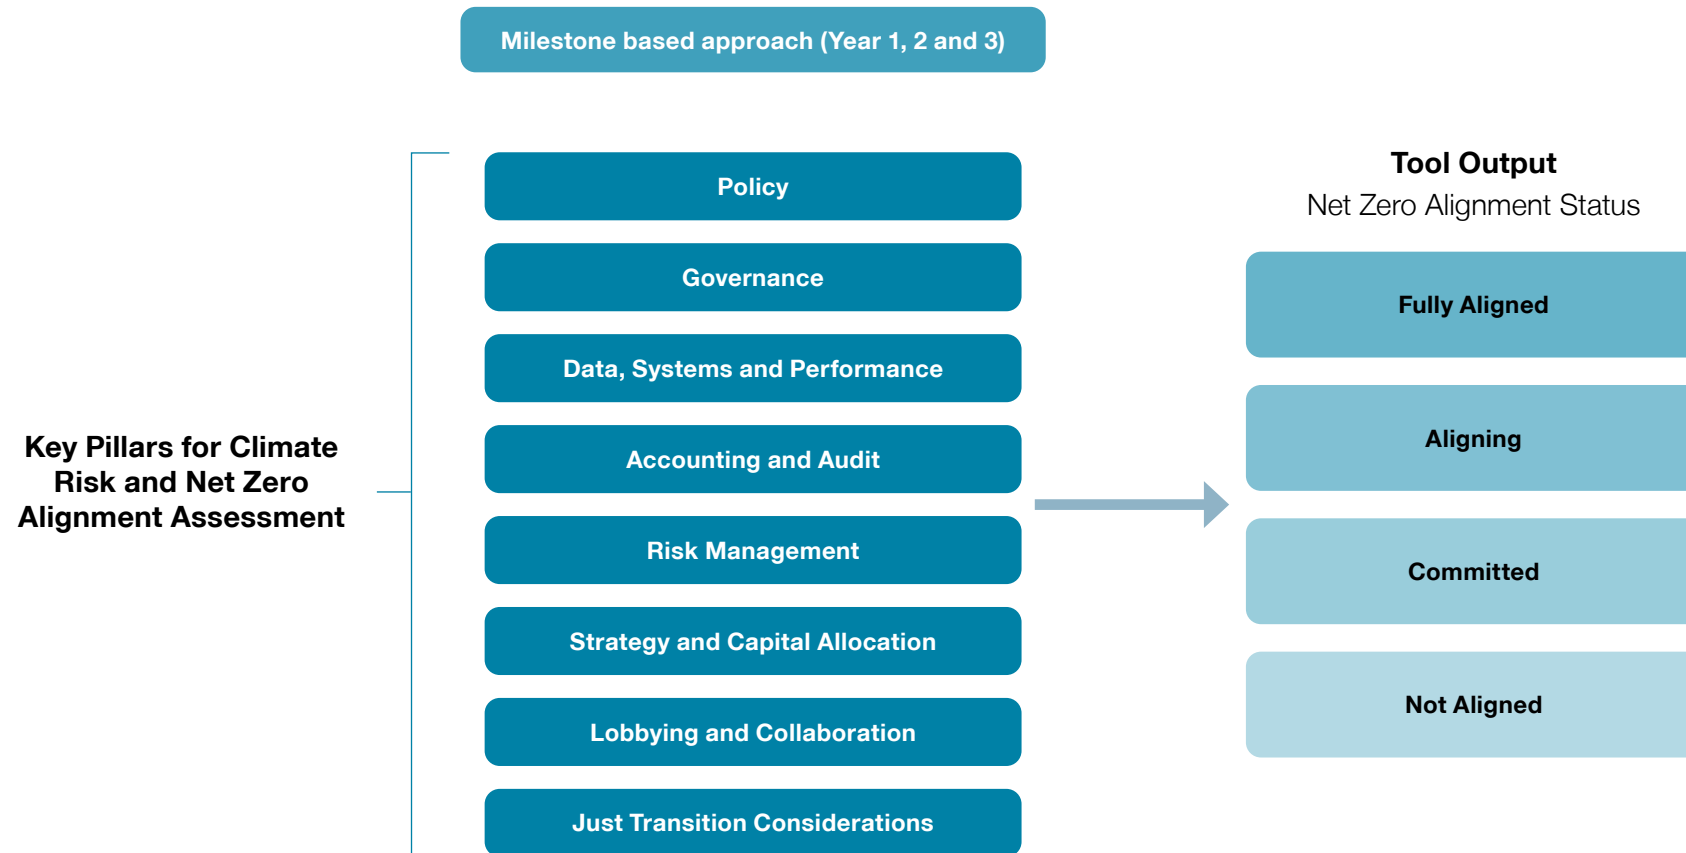 Milestone based approach (Year 1, 2 and 3)
Key Pillars for Climate
Risk and Net Zero
Alignment Assessment
Policy
Governance
Data, Systems and Performance
Accounting and Audit
Risk Management
Strategy and Capital Allocation
Lobbying and Collaboration
Just Transition Considerations
Tool Output
Net Zero Alignment Status
Fully Aligned
Aligning
Committed
Not Aligned